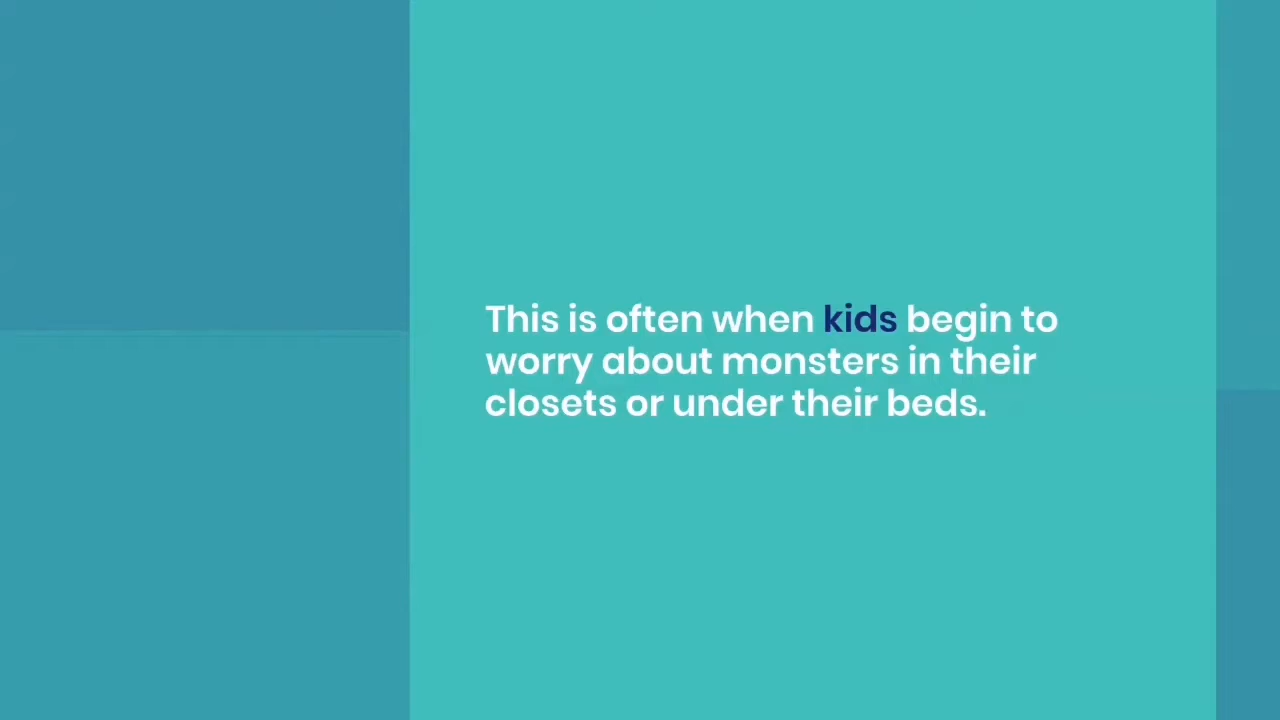 This is often when kids begin to
worry about monsters in their
closets or under their beds.